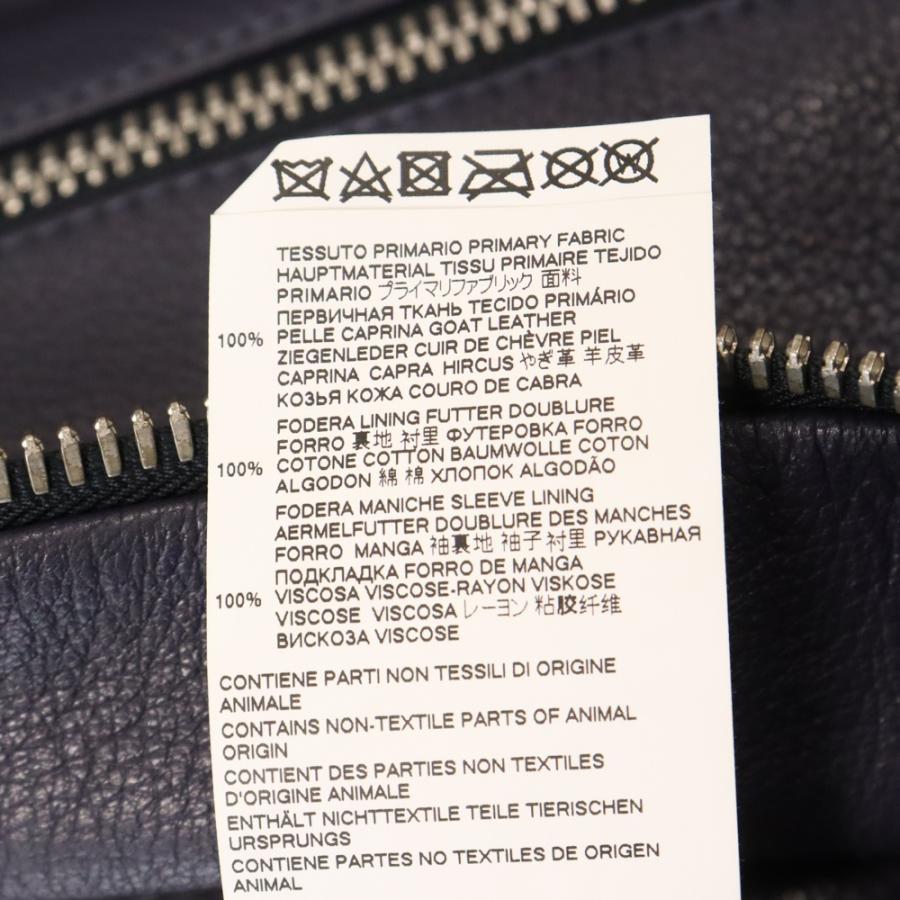 TESSUTO PRIMARIO PRIMARY FABRIC
HAUPTMATERIAL TISSU PRIMAIRE TEJIDO
PRIMARIO プライマリファブリック 面料
ПЕРВИЧНАЯ ТКАНЬ TECIDO PRIMÁRIO
100% PELLE CAPRINA GOAT LEATHER
ZIEGENLEDER CUIR DE CHÈVRE PIEL
CAPRINA CAPRA HIRCUS やぎ革 羊皮革
КОЗЬЯ КОЖА COURO DE CABRA
FODERA LINING FUTTER DOUBLURE
FORRO 裏地 衬里 ФУТЕРОВКА FORRO
100% COTONE COTTON BAUMWOLLE COTON
ALGODON 綿 棉 ХЛОПОК ALGODÃO
FODERA MANICHE SLEEVE LINING
AERMELFUTTER DOUBLURE DES MANCHES
FORRO MANGA 袖裏地 袖子 衬里 РУКАВНАЯ
ПОДКЛАДКА FORRO DE MANGA
100% VISCOSA VISCOSE-RAYON VISKOSE
VISCOSE VISCOSA レーヨン 粘胶纤维
ВИСКОЗА VISCOSE
CONTIENE PARTI NON TESSILI DI ORIGINE
ANIMALE
CONTAINS NON-TEXTILE PARTS OF ANIMAL
ORIGIN
CONTIENT DES PARTIES NON TEXTILES
D'ORIGINE ANIMALE
ENTHÄLT NICHTTEXTILE TEILE TIERISCHEN
URSPRUNGS
CONTIENE PARTES NO TEXTILES DE ORIGEN
ANIMAL